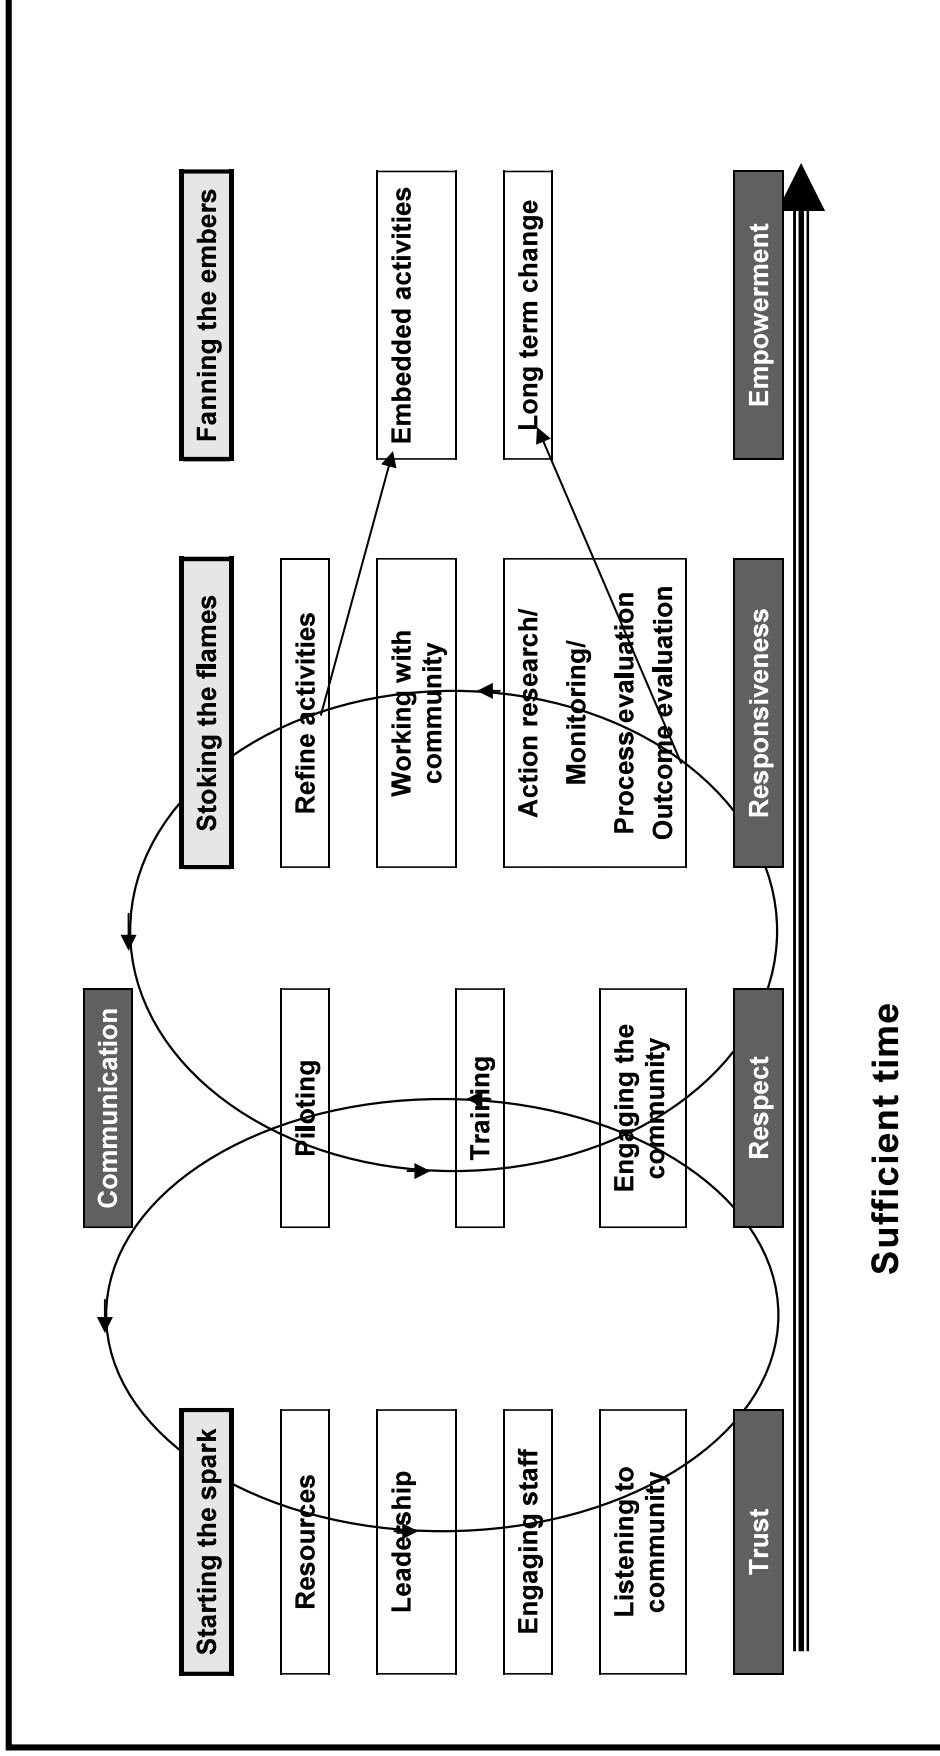 Communication
Starting the spark
Stoking the flames
Fanning the embers
Resources
Piloting
Refine activities
Leadership
Working with
community
Embedded activities
Training
Engaging staff
Action research/
Monitoring/
Process evaluation
Outcome evaluation
Long term change
Listening to
community
Engaging the
community
Trust
Respect
Responsiveness
Empowerment
Sufficient time